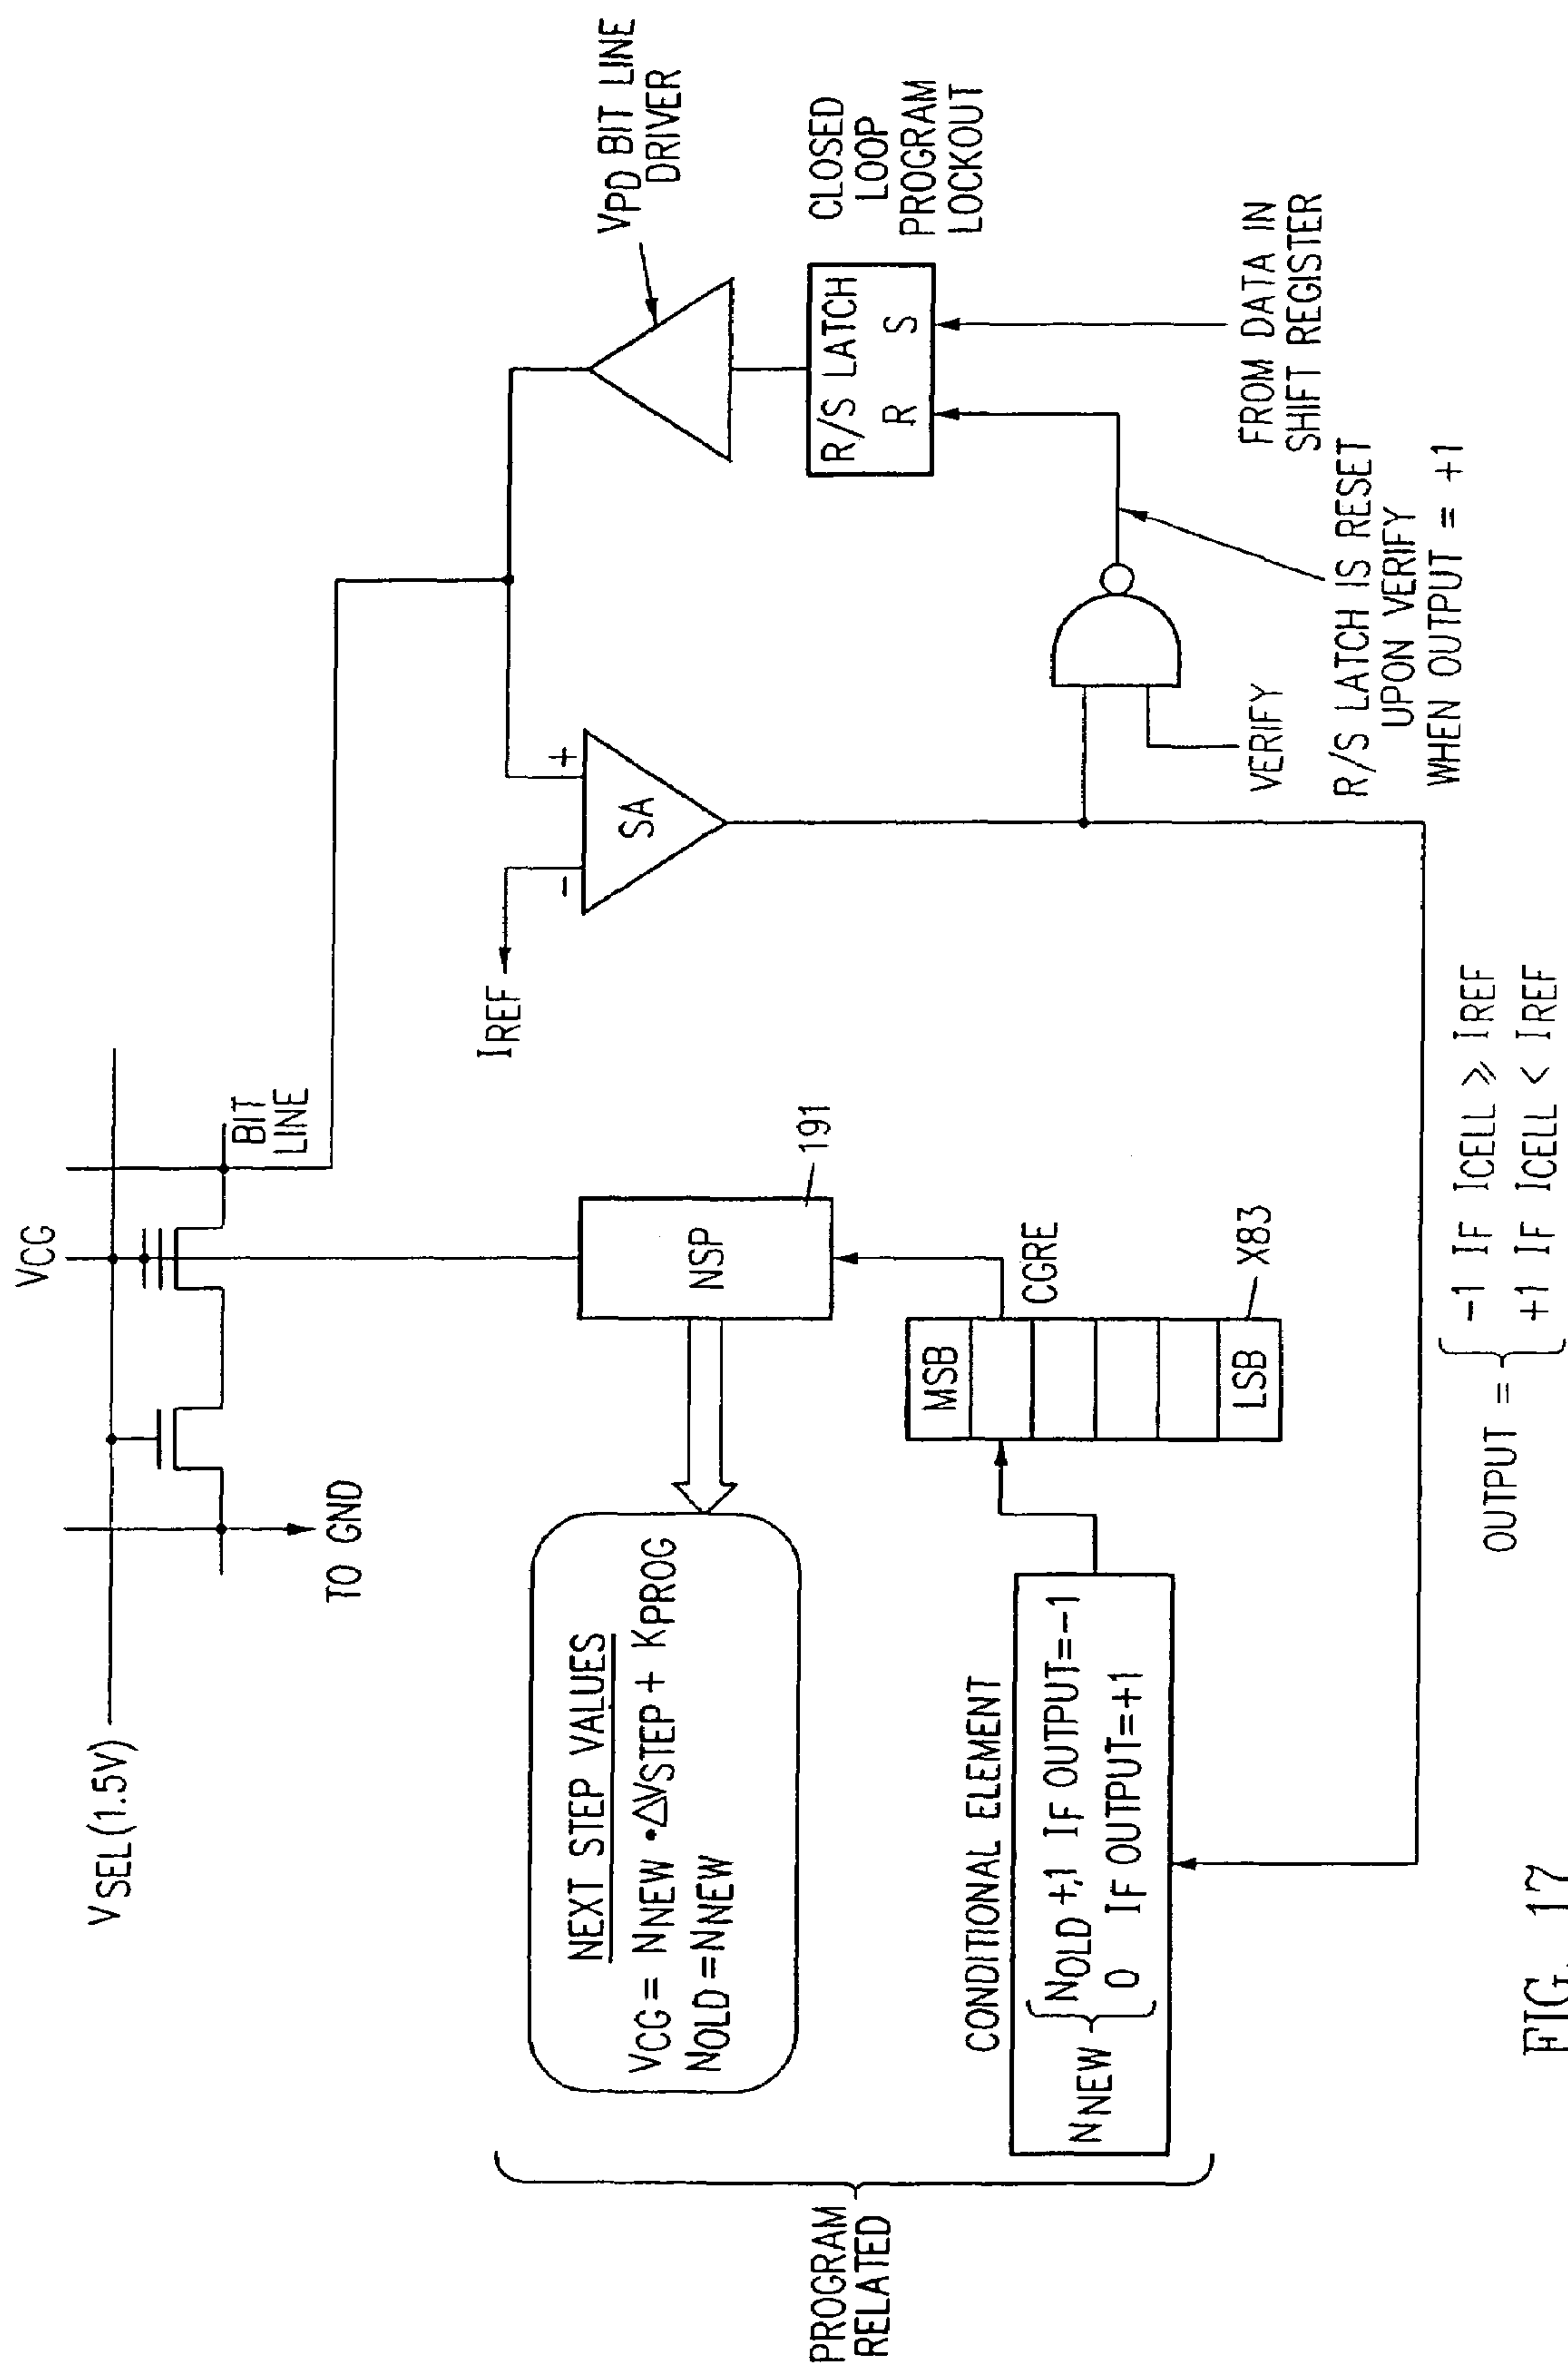 VSEL(1.5V)
VCG
TO GND
BIT
LINE
VPD BIT LINE
DRIVER
IREF
-
+
SA
CLOSED
LOOP
PROGRAM
LOCKOUT
R/S LATCH
R S
FROM DATA IN
SHIFT REGISTER
VERIFY
R/S LATCH IS RESET
UPON VERIFY
WHEN OUTPUT = +1
NEXT STEP VALUES
VCG = NNEW •ΔVSTEP + KPROG
NOLD = NNEW
NSP
191
PROGRAM
RELATED
CONDITIONAL ELEMENT
NNEW
NOLD +,1 IF OUTPUT=-1
0 IF OUTPUT=+1
MSB
LSB
CGRE
X83
OUTPUT =
-1 IF ICELL ⩾ IREF
+1 IF ICELL < IREF
FIG. 17